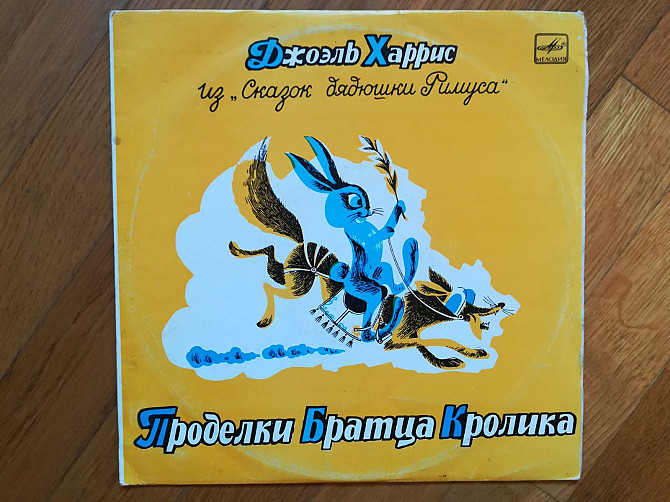 Джоэль Харрис
МЕЛОДИЯ
из „Сказок дядюшки Римуса"
Проделки Братца Кролика